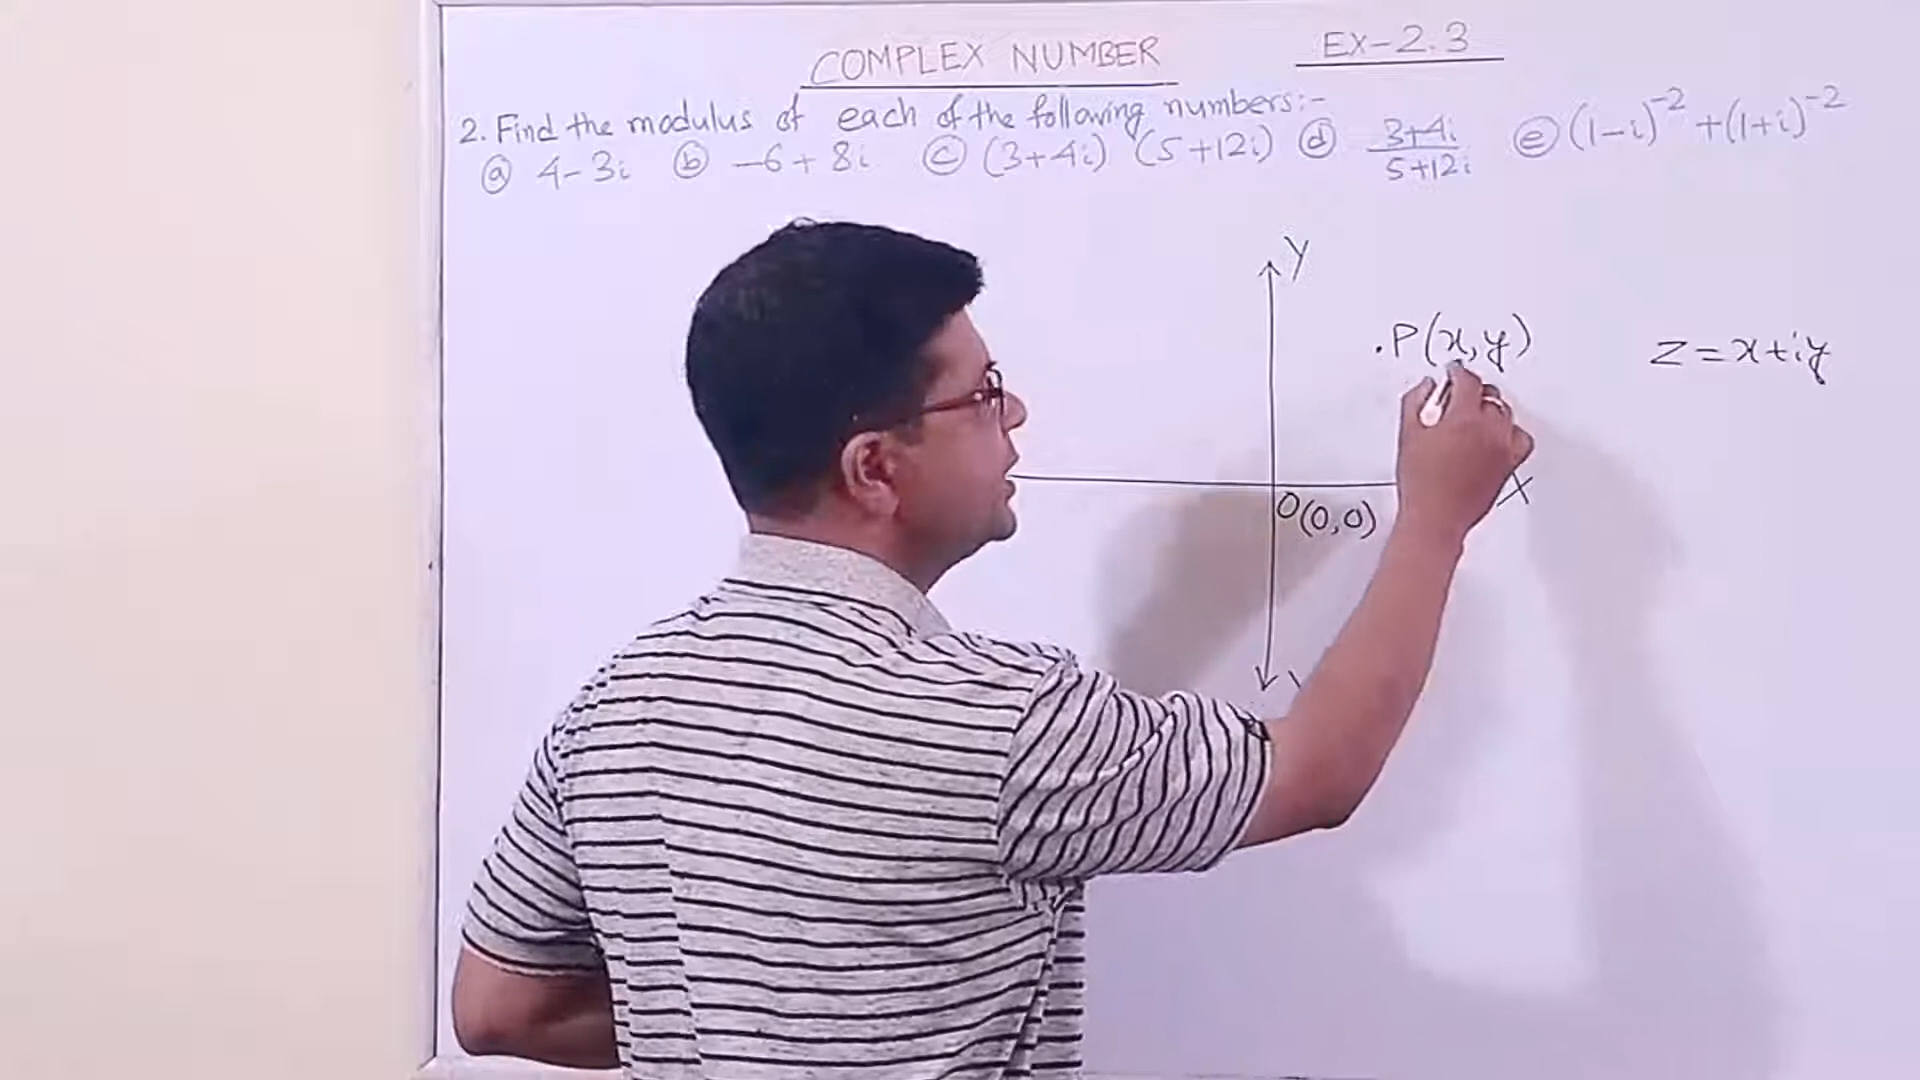 COMPLEX NUMBER EX-2.3
2. Find the modulus of each of the following numbers:-
ⓐ 4-3i ⓑ -6+8i ⓒ (3+4i) (5+12i) ⓓ 3+4i/5+12i ⓔ (1-i)⁻² + (1+i)⁻²
Y
.P(x,y) z=x+iy
X
O(0,0)